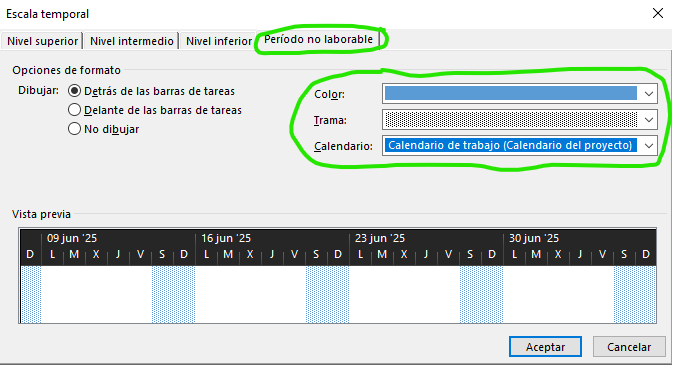 Escala temporal
Nivel superior Nivel intermedio Nivel inferior Período no laborable
Opciones de formato
Dibujar: Detrás de las barras de tareas
Delante de las barras de tareas
No dibujar
Color:
Trama:
Calendario: Calendario de trabajo (Calendario del proyecto)
Vista previa
09 jun '25 16 jun '25 23 jun '25 30 jun '25
D L M X J V S D L M X J V S D L M X J V S D L M X J V S D
Aceptar Cancelar